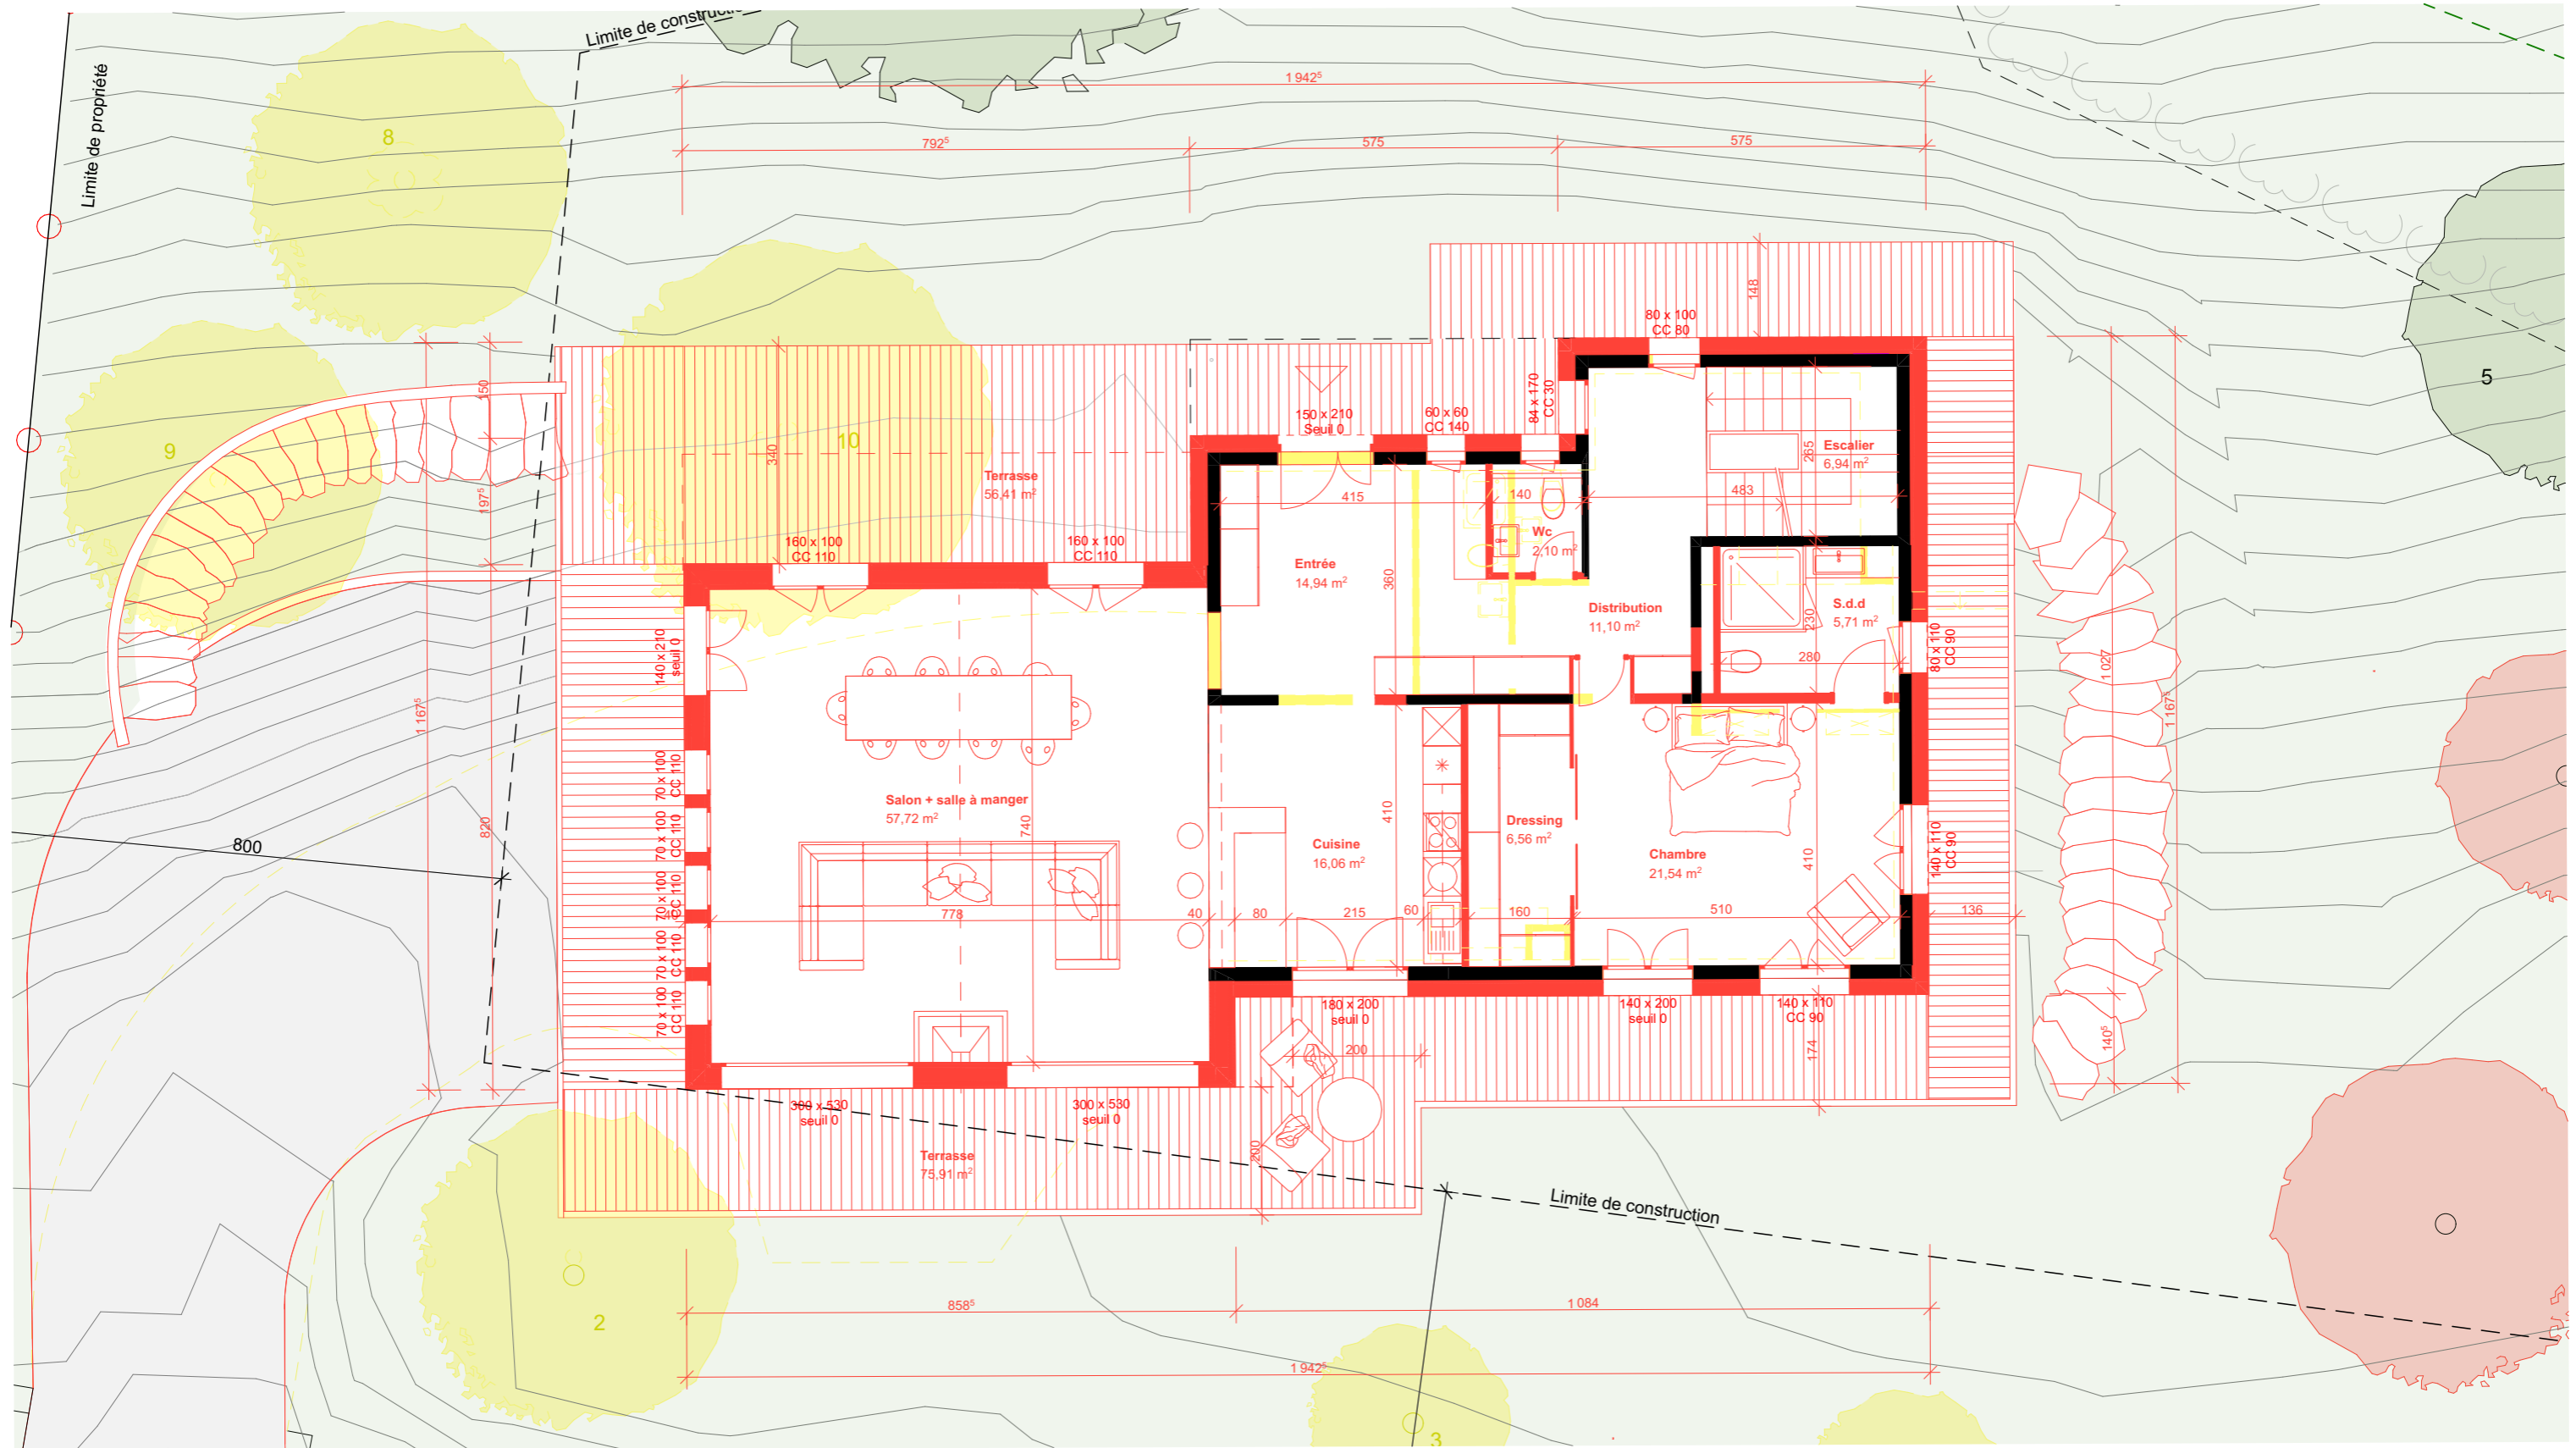 Limite de construction
Limite de propriété
1 942⁵
792⁵
575
575
8
9
10
5
148
80 x 100
CC 80
150
340
197⁵
150 x 210
Seuil 0
60 x 60
CC 140
84 x 170
CC 30
Terrasse
56,41 m²
415
140
483
265
Escalier
6,94 m²
Wc
2,10 m²
160 x 100
CC 110
160 x 100
CC 110
Entrée
14,94 m²
360
Distribution
11,10 m²
S.d.d
5,71 m²
230
280
140 x 210
seuil 0
80 x 110
CC 90
1 027
1 167⁵
1 167⁵
820
70 x 100
CC 110
70 x 100
CC 110
70 x 100
CC 110
70 x 100
CC 110
70 x 100
CC 110
Salon + salle à manger
57,72 m²
740
410
Cuisine
16,06 m²
Dressing
6,56 m²
Chambre
21,54 m²
410
140 x 110
CC 90
800
40
778
40
80
215
60
160
510
136
180 x 200
seuil 0
140 x 200
seuil 0
140 x 110
CC 90
200
174
140⁵
300 x 530
seuil 0
300 x 530
seuil 0
Terrasse
75,91 m²
200
Limite de construction
2
858⁵
1 084
1 942⁵
3